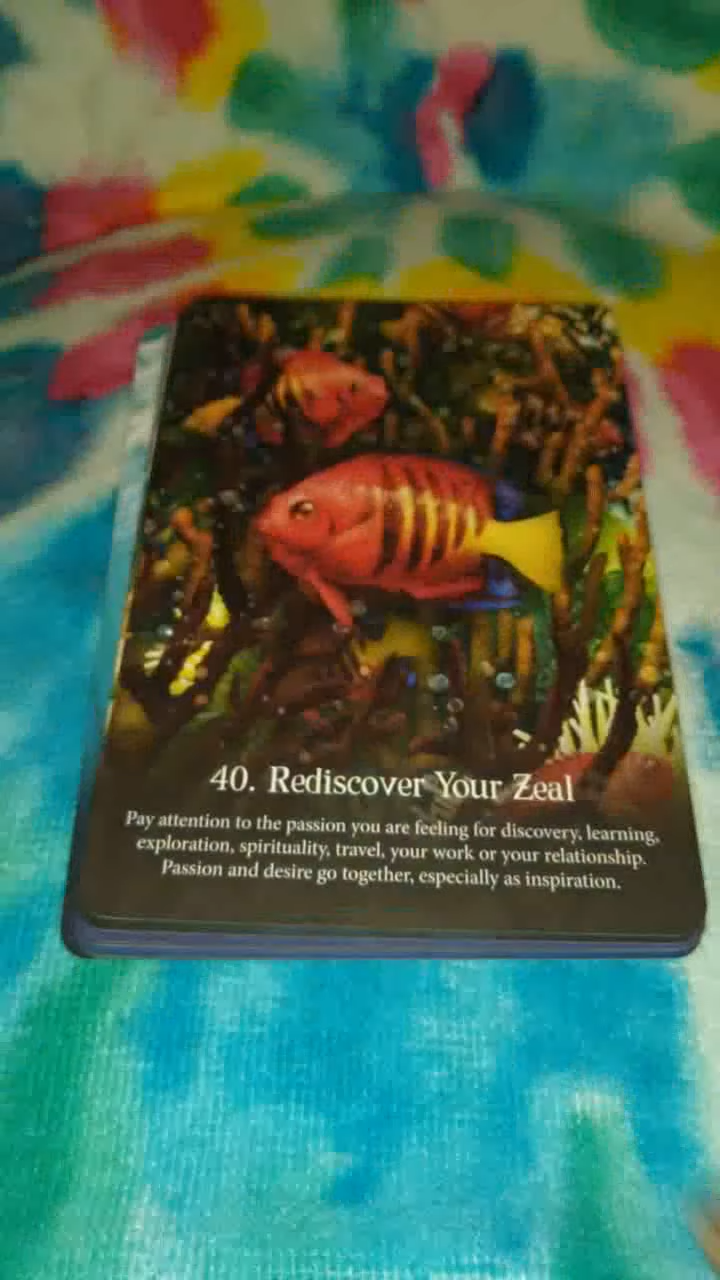 40. Rediscover Your Zeal
Pay attention to the passion you are feeling for discovery, learning,
exploration, spirituality, travel, your work or your relationship.
Passion and desire go together, especially as inspiration.